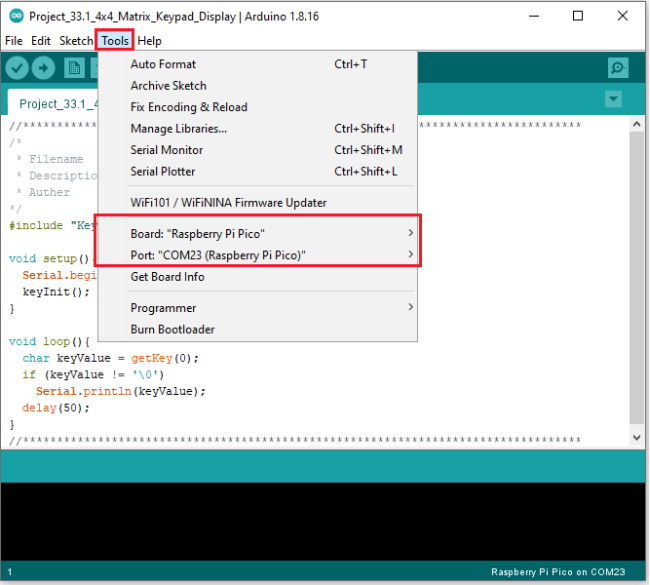 Project_33.1_4x4_Matrix_Keypad_Display | Arduino 1.8.16
File Edit Sketch Tools Help
Auto Format Ctrl+T
Archive Sketch
Project_33.1_4
Fix Encoding & Reload
//***********
Manage Libraries... Ctrl+Shift+I
************************
/*
Serial Monitor Ctrl+Shift+M
* Filename
Serial Plotter Ctrl+Shift+L
* Descriptio
* Auther
WiFi101 / WiFiNINA Firmware Updater
*/
#include "Key
Board: "Raspberry Pi Pico"
Port: "COM23 (Raspberry Pi Pico)"
void setup()
Serial.begi
Get Board Info
keyInit();
Programmer
}
Burn Bootloader
void loop(){
char keyValue = getKey(0);
if (keyValue != '\0')
Serial.println(keyValue);
delay(50);
}
//**********************************************************************
1 Raspberry Pi Pico on COM23